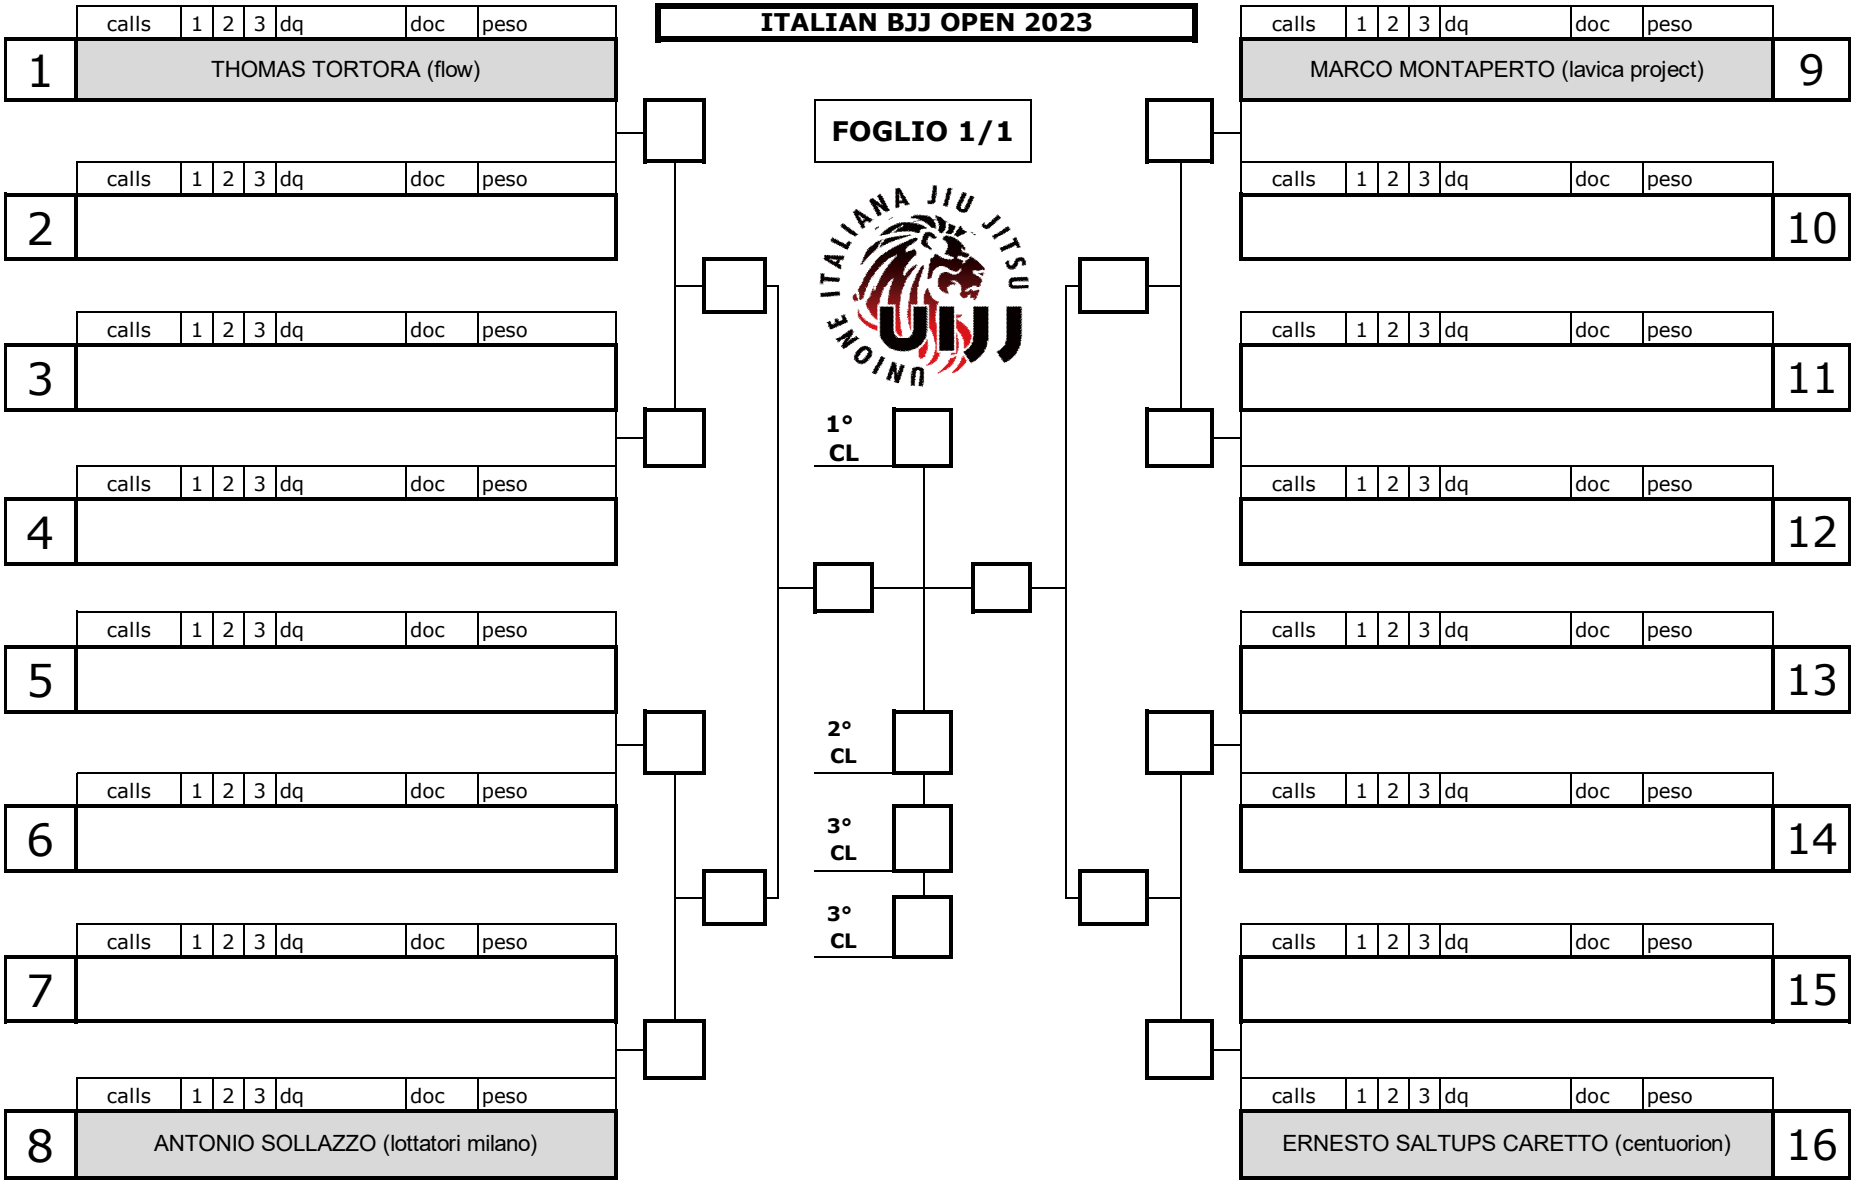 ITALIAN BJJ OPEN 2023
FOGLIO 1/1
UNIONE ITALIANA JIU JITSU
UIJJ
calls 1 2 3 dq doc peso
1 THOMAS TORTORA (flow)
calls 1 2 3 dq doc peso
2
calls 1 2 3 dq doc peso
3
calls 1 2 3 dq doc peso
4
calls 1 2 3 dq doc peso
5
calls 1 2 3 dq doc peso
6
calls 1 2 3 dq doc peso
7
calls 1 2 3 dq doc peso
8 ANTONIO SOLLAZZO (lottatori milano)
1°
CL
2°
CL
3°
CL
3°
CL
calls 1 2 3 dq doc peso
MARCO MONTAPERTO (lavica project) 9
calls 1 2 3 dq doc peso
10
calls 1 2 3 dq doc peso
11
calls 1 2 3 dq doc peso
12
calls 1 2 3 dq doc peso
13
calls 1 2 3 dq doc peso
14
calls 1 2 3 dq doc peso
15
calls 1 2 3 dq doc peso
ERNESTO SALTUPS CARETTO (centuorion) 16